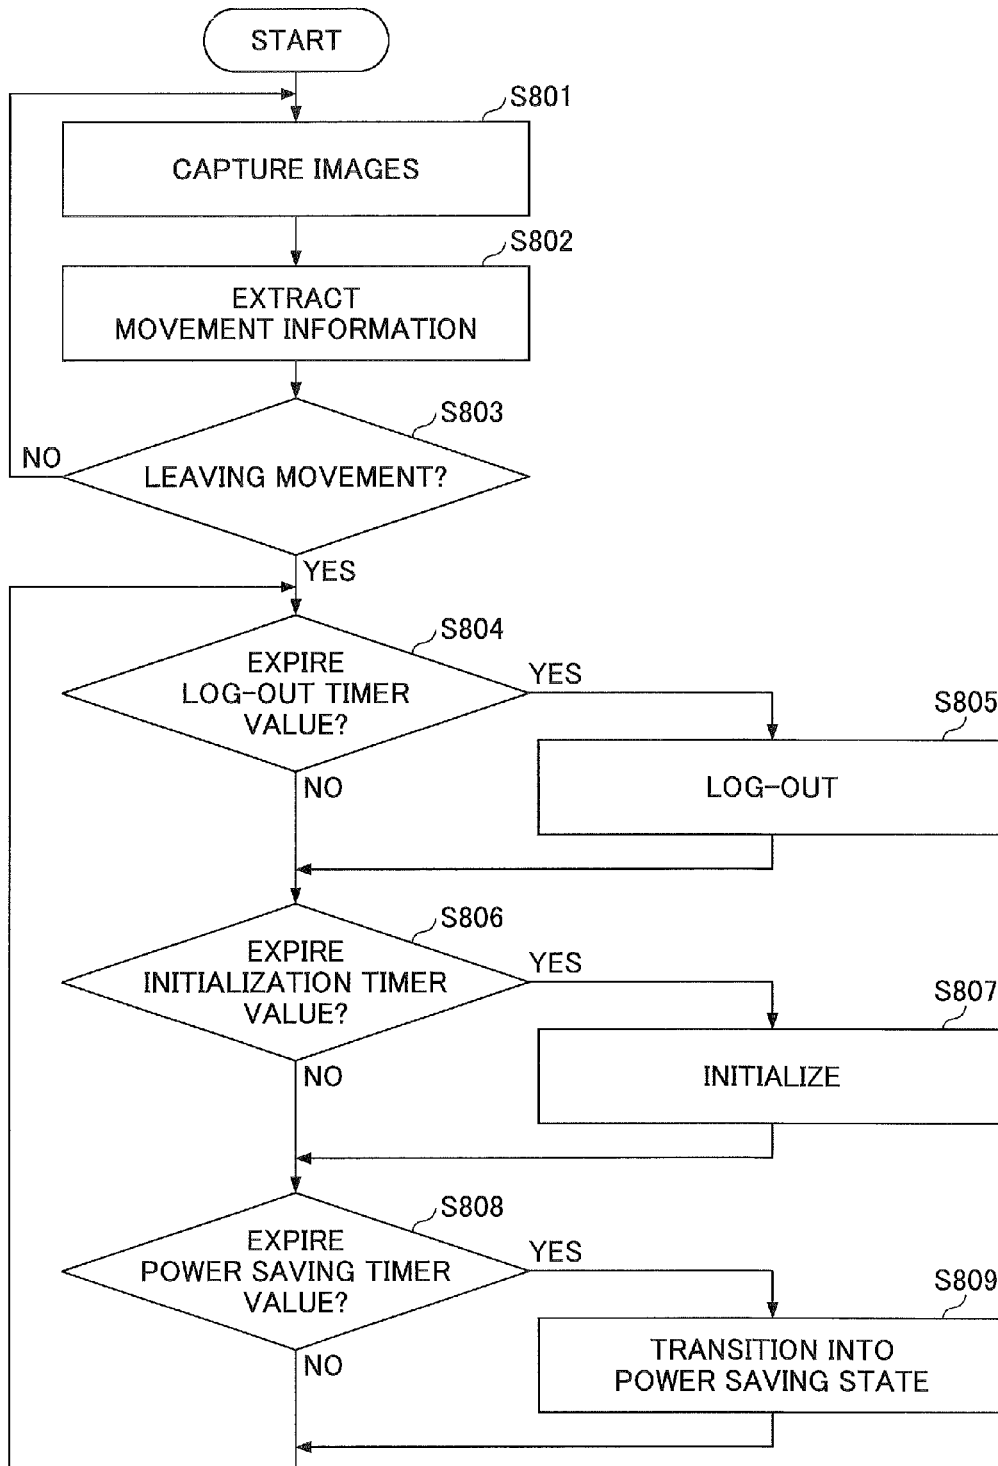 START
S801
CAPTURE IMAGES
S802
EXTRACT
MOVEMENT INFORMATION
S803
NO
LEAVING MOVEMENT?
YES
S804
EXPIRE
LOG-OUT TIMER
VALUE?
YES
S805
LOG-OUT
NO
S806
EXPIRE
INITIALIZATION TIMER
VALUE?
YES
S807
INITIALIZE
NO
S808
EXPIRE
POWER SAVING TIMER
VALUE?
YES
S809
TRANSITION INTO
POWER SAVING STATE
NO